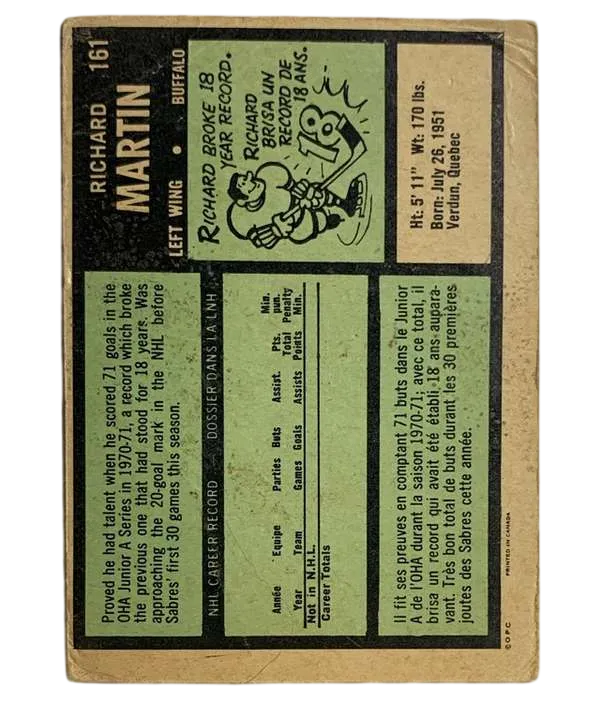 RICHARD 161
MARTIN
LEFT WING • BUFFALO
RICHARD BROKE 18
YEAR RECORD.
RICHARD
BRISA UN
RECORD DE
18 ANS.
18
Ht: 5' 11" Wt: 170 lbs.
Born: July 26, 1951
Verdun, Quebec
Proved he had talent when he scored 71 goals in the
OHA Junior A Series in 1970-71, a record which broke
the previous one that had stood for 18 years. Was
approaching the 20-goal mark in the NHL before
Sabres' first 30 games this season.
NHL CAREER RECORD — DOSSIER DANS LA LNH
Année Equipe Parties Buts Assist. Pts. Min. pun.
Year Team Games Goals Assists Total Points Penalty Min.
Not in N.H.L.
Career Totals
Il fit ses preuves en comptant 71 buts dans le Junior
A de l'OHA durant la saison 1970-71; avec ce total, il
brisa un record qui avait été établi 18 ans aupara-
vant. Très bon total de buts durant les 30 premières
joutes des Sabres cette année.
© O.P.C. PRINTED IN CANADA